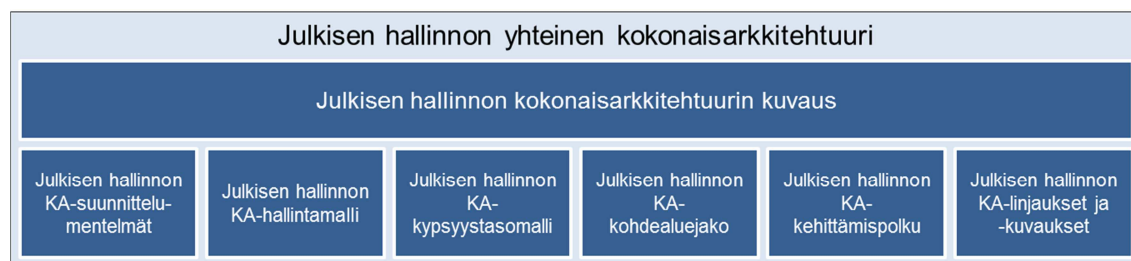 Julkisen hallinnon yhteinen kokonaisarkkitehtuuri
Julkisen hallinnon kokonaisarkkitehtuurin kuvaus
Julkisen hallinnon
KA-suunnittelu-
mentelmät
Julkisen hallinnon
KA-hallintamalli
Julkisen hallinnon
KA-
kypsyystasomalli
Julkisen hallinnon
KA-
kohdealuejako
Julkisen hallinnon
KA-
kehittämispolku
Julkisen hallinnon
KA-linjaukset ja
-kuvaukset